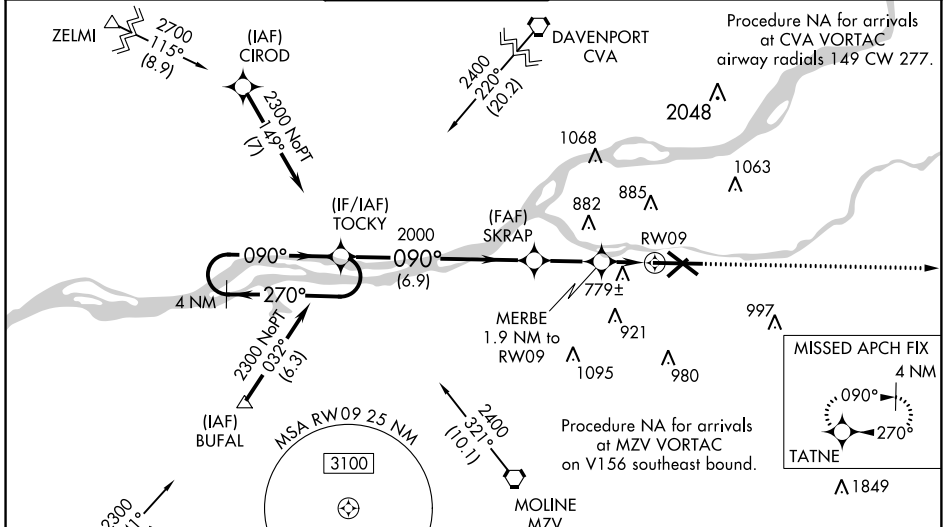 ZELMI
2700
115°
(8.9)
(IAF)
CIROD
2300 NoPT
149°
(7)
DAVENPORT
CVA
2400
220°
(20.2)
Procedure NA for arrivals
at CVA VORTAC
airway radials 149 CW 277.
2048
1068
1063
885
882
(IF/IAF)
TOCKY
2000
090°
(6.9)
(FAF)
SKRAP
RW09
090°
270°
4 NM
779±
MERBE
1.9 NM to
RW09
921
997
1095
980
2300 NoPT
032°
(6.3)
(IAF)
BUFAL
MISSED APCH FIX
4 NM
090°
270°
TATNE
MSA RW09 25 NM
3100
2400
321°
(10.1)
Procedure NA for arrivals
at MZV VORTAC
on V156 southeast bound.
MOLINE
MZV
1849
2300